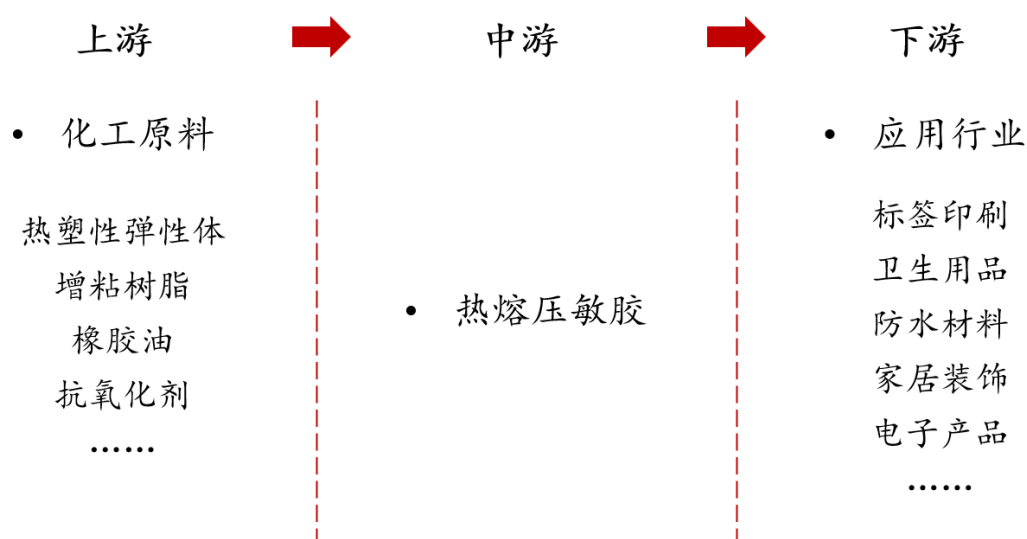 上游
中游
下游
• 化工原料
热塑性弹性体
增粘树脂
橡胶油
抗氧化剂
……
• 热熔压敏胶
• 应用行业
标签印刷
卫生用品
防水材料
家居装饰
电子产品
……